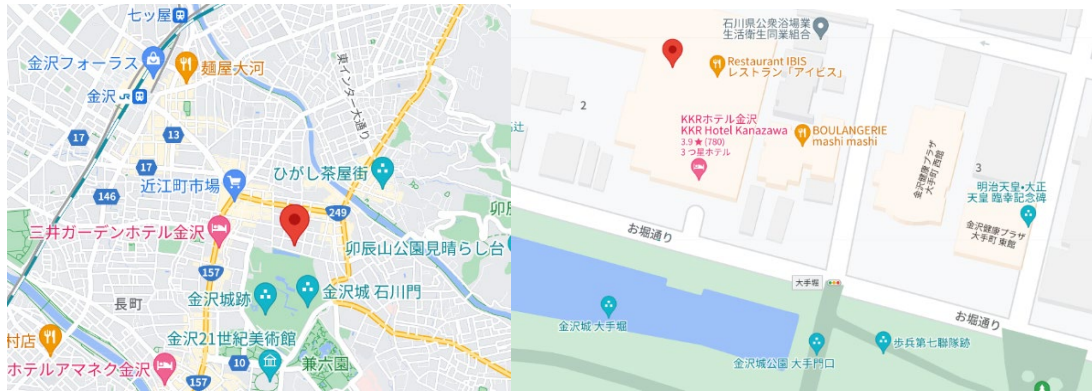 七ツ屋
金沢フォーラス
麺屋大河
金沢
JR
東インター大通り
17
13
17
146
近江町市場
ひがし茶屋街
249
三井ガーデンホテル金沢
卯辰山公園見晴らし台
卯辰
157
長町
金沢城跡
金沢城 石川門
金沢21世紀美術館
村店
10
兼六園
ホテルアマネク金沢
157
石川県公衆浴場業
生活衛生同業組合
Restaurant IBIS
レストラン「アイビス」
2
辻
KKRホテル金沢
KKR Hotel Kanazawa
3.9★(780)
3 つ星ホテル
BOULANGERIE
mashi mashi
金沢健康プラザ
大手町 西館
3
明治天皇・大正
天皇 臨幸記念碑
金沢健康プラザ
大手町 東館
お堀通り
大手堀
お堀通り
金沢城 大手堀
金沢城公園 大手門口
歩兵第七聯隊跡